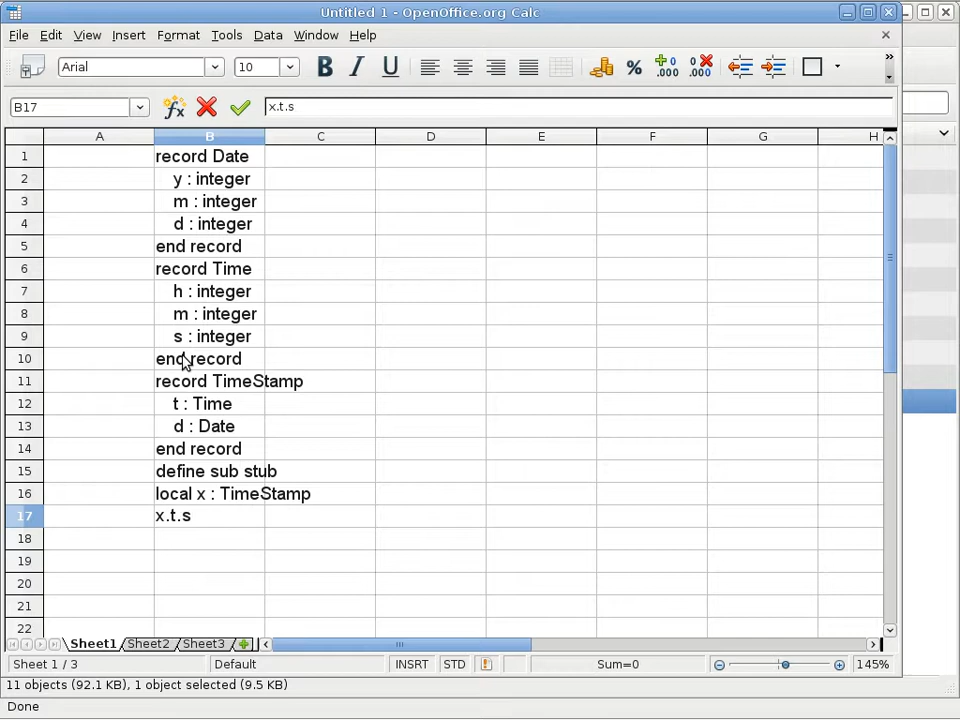 Untitled 1 - OpenOffice.org Calc
File Edit View Insert Format Tools Data Window Help
Arial 10
B17 x.t.s
A B C D E F G H
1 record Date
2 y : integer
3 m : integer
4 d : integer
5 end record
6 record Time
7 h : integer
8 m : integer
9 s : integer
10 end record
11 record TimeStamp
12 t : Time
13 d : Date
14 end record
15 define sub stub
16 local x : TimeStamp
17 x.t.s
18
19
20
21
22
Sheet1 Sheet2 Sheet3
Sheet 1 / 3 Default INSRT STD Sum=0 145%
11 objects (92.1 KB), 1 object selected (9.5 KB)
Done